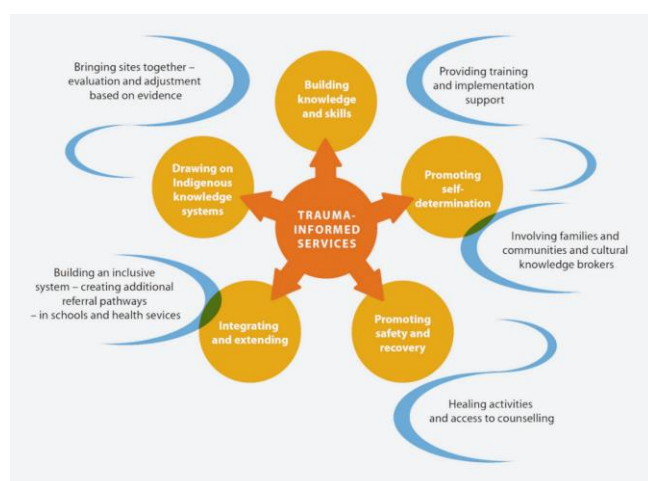 Bringing sites together –
evaluation and adjustment
based on evidence
Building
knowledge
and skills
Providing training
and implementation
support
Drawing on
Indigenous
knowledge
systems
TRAUMA-
INFORMED
SERVICES
Promoting
self-
determination
Involving families and
communities and cultural
knowledge brokers
Building an inclusive
system – creating additional
referral pathways
– in schools and health sevices
Integrating
and extending
Promoting
safety and
recovery
Healing activities
and access to counselling